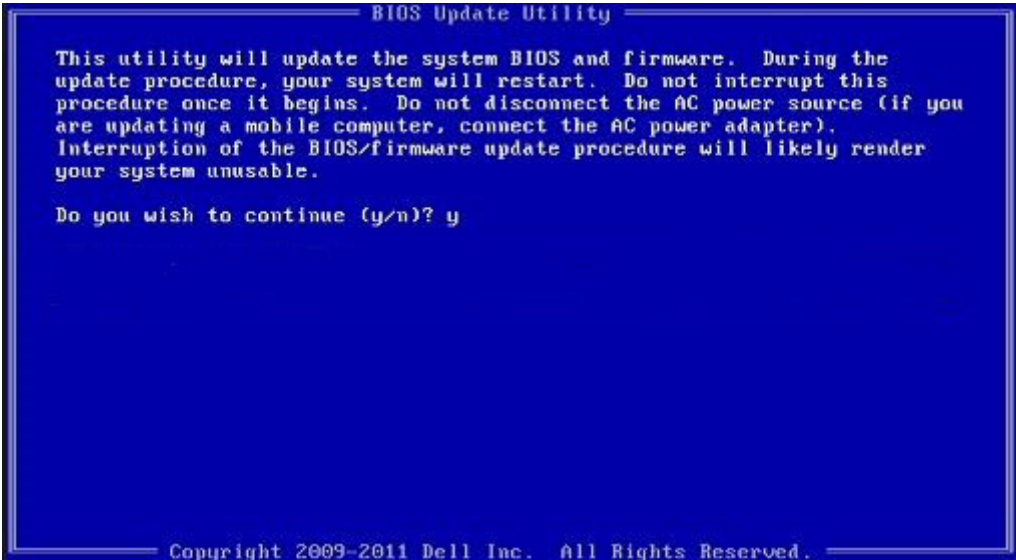 BIOS Update Utility
This utility will update the system BIOS and firmware. During the
update procedure, your system will restart. Do not interrupt this
procedure once it begins. Do not disconnect the AC power source (if you
are updating a mobile computer, connect the AC power adapter).
Interruption of the BIOS/firmware update procedure will likely render
your system unusable.
Do you wish to continue (y/n)? y
Copyright 2009-2011 Dell Inc. All Rights Reserved.